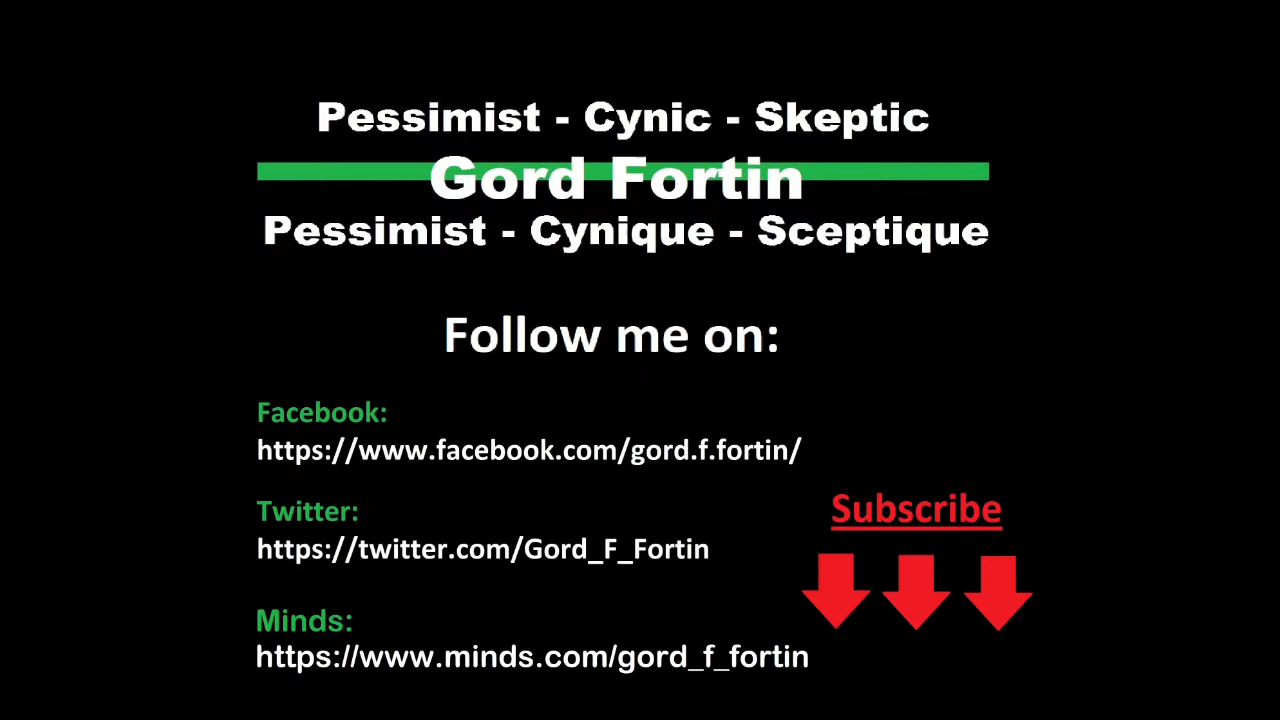 Pessimist - Cynic - Skeptic
Gord Fortin
Pessimist - Cynique - Sceptique
Follow me on:
Facebook:
https://www.facebook.com/gord.f.fortin/
Twitter:
https://twitter.com/Gord_F_Fortin
Subscribe
Minds:
https://www.minds.com/gord_f_fortin